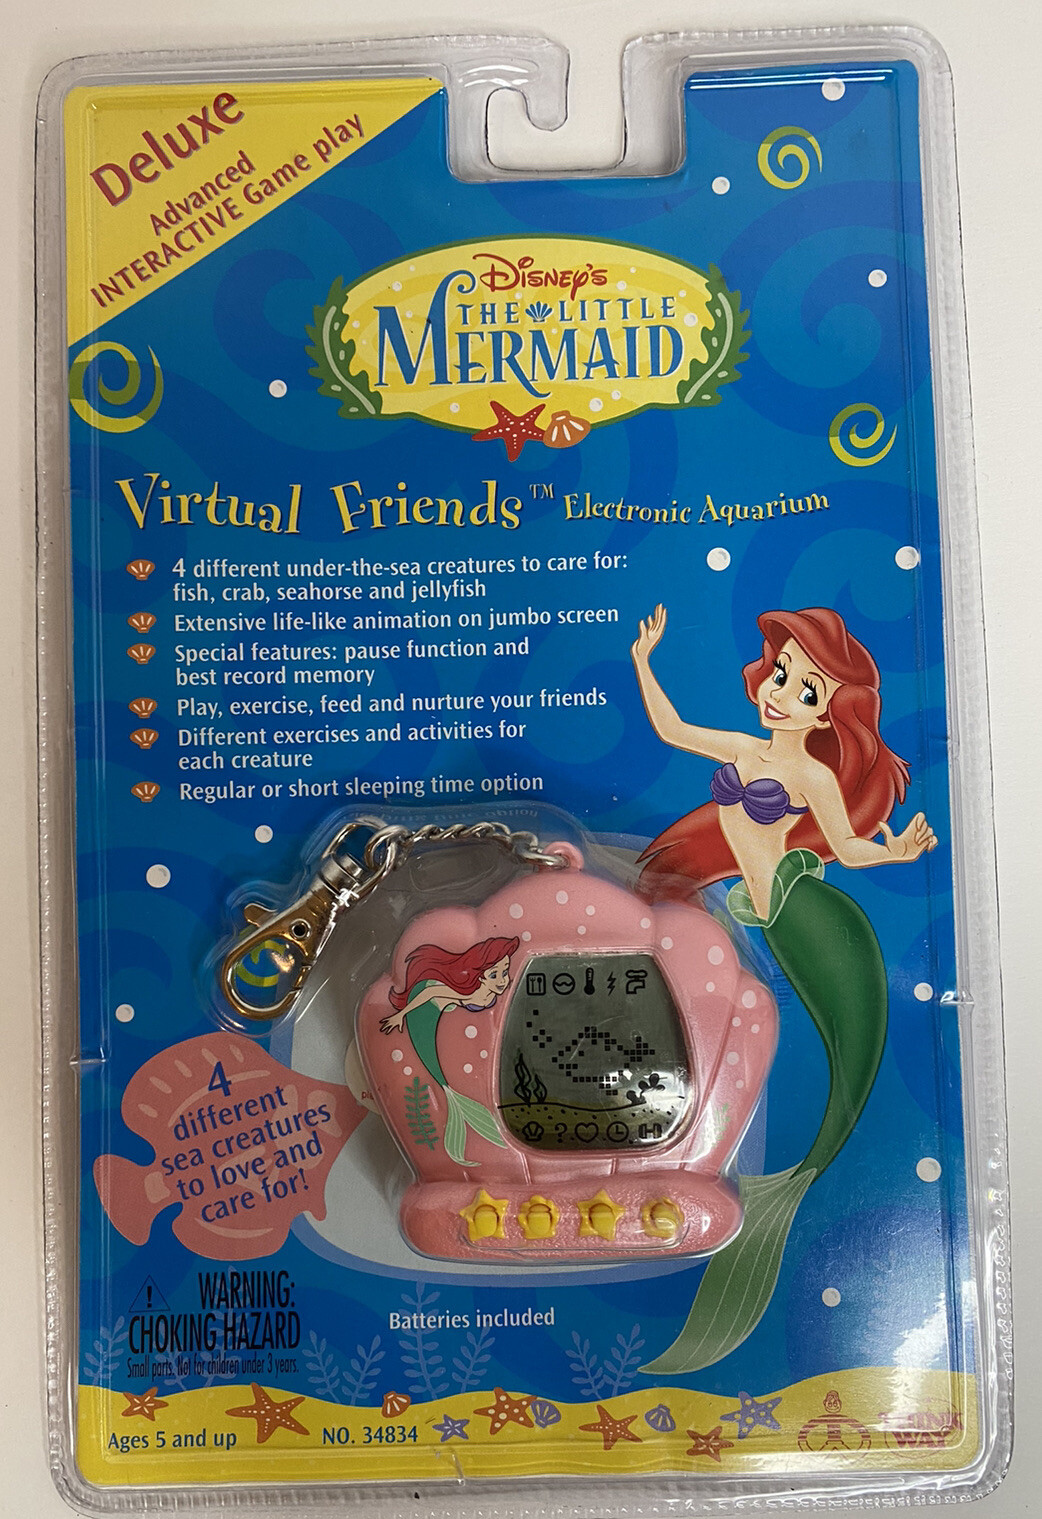 Deluxe
Advanced
INTERACTIVE Game play
DISNEY'S
THE LITTLE
MERMAID
Virtual Friends™ Electronic Aquarium
4 different under-the-sea creatures to care for:
fish, crab, seahorse and jellyfish
Extensive life-like animation on jumbo screen
Special features: pause function and
best record memory
Play, exercise, feed and nurture your friends
Different exercises and activities for
each creature
Regular or short sleeping time option
4
different
sea creatures
to love and
care for!
?
! WARNING:
CHOKING HAZARD
Small parts. Not for children under 3 years.
Batteries included
Ages 5 and up
NO. 34834